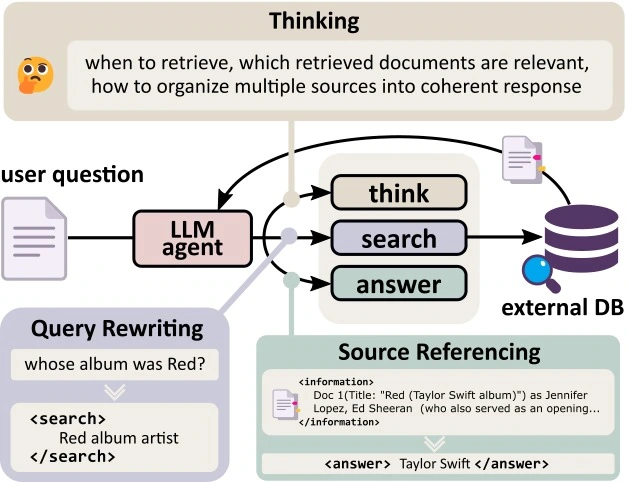 Thinking
when to retrieve, which retrieved documents are relevant,
how to organize multiple sources into coherent response
user question
LLM
agent
think
search
answer
external DB
Query Rewriting
whose album was Red?
<search>
Red album artist
</search>
Source Referencing
<information>
Doc 1(Title: "Red (Taylor Swift album)") as Jennifer
Lopez, Ed Sheeran (who also served as an opening...
</information>
<answer> Taylor Swift </answer>